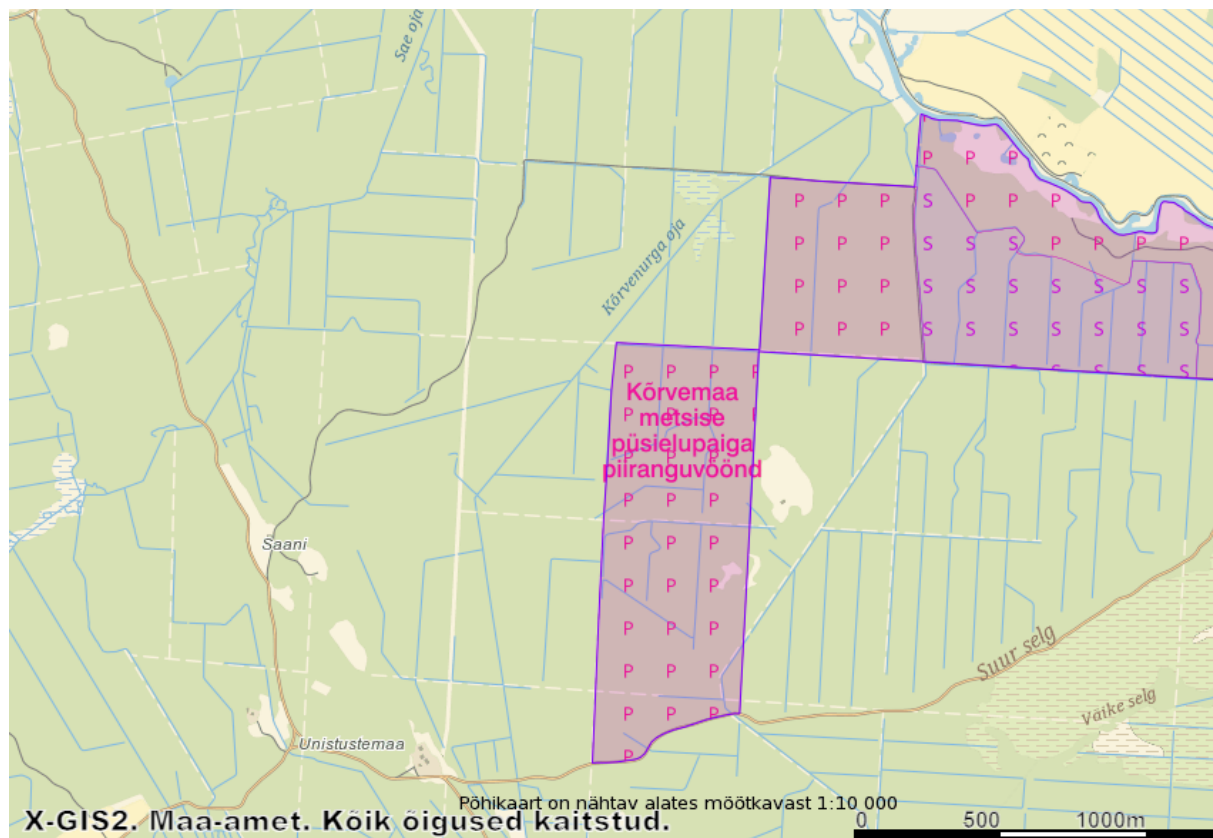 Sae oja
P P P
P P P S P P P
Kõrvenurga oja
P P P S S S P P P P
P P P S S S S S S S
P P P S S S S S S S
P P P P S S S S S
Kõrvemaa
metsise
püsielupaiga
piiranguvöönd
P P P
P P P
P P P
Saani
P P P
P P P
P P P
Suur selg
P P P
Väike selg
P P P
Unistustemaa
P
Põhikaart on nähtav alates möötkavast 1:10 000
X-GIS2. Maa-amet. Kõik õigused kaitstud.
0 500 1000m